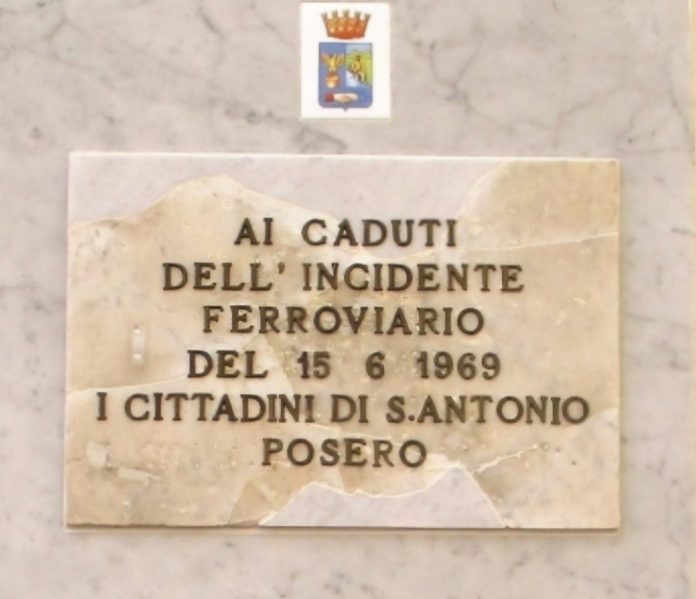 AI CADUTI
DELL' INCIDENTE
FERROVIARIO
DEL 15 6 1969
I CITTADINI DI S.ANTONIO
POSERO